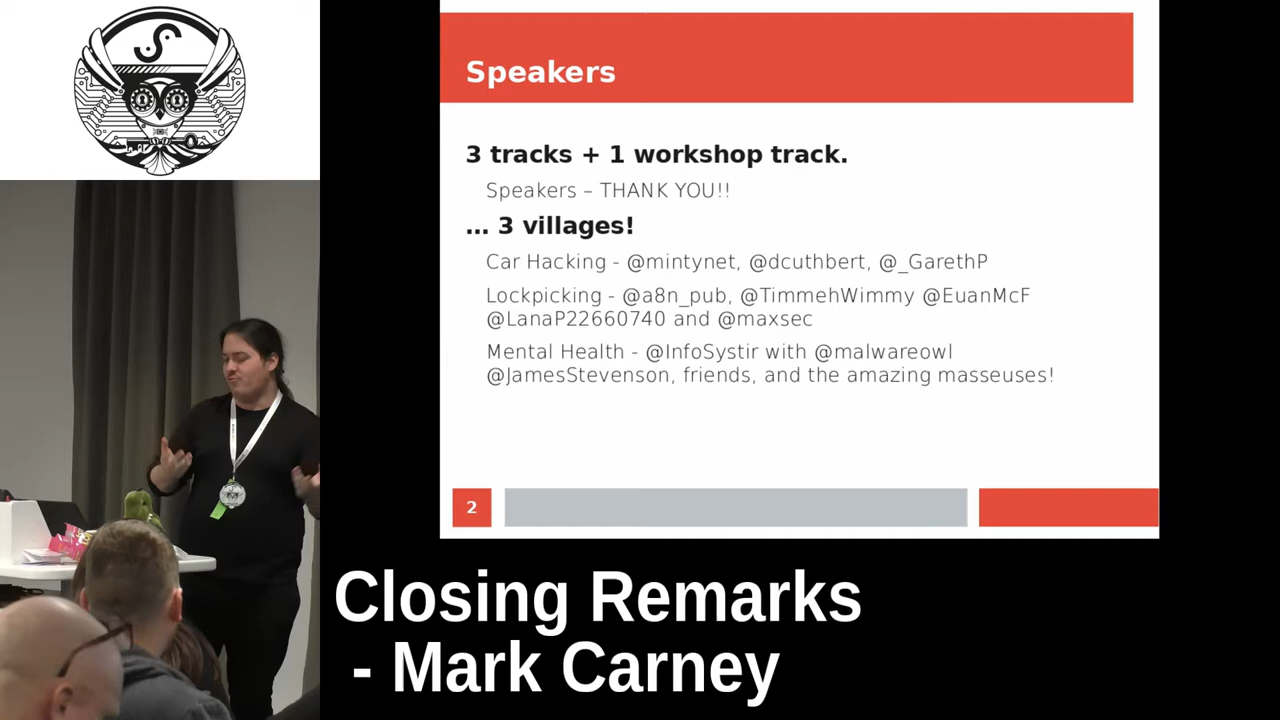 Speakers
3 tracks + 1 workshop track.
Speakers – THANK YOU!!
... 3 villages!
Car Hacking - @mintynet, @dcuthbert, @_GarethP
Lockpicking - @a8n_pub, @TimmehWimmy @EuanMcF
@LanaP22660740 and @maxsec
Mental Health - @InfoSystir with @malwareowl
@JamesStevenson, friends, and the amazing masseuses!
2
Closing Remarks
- Mark Carney